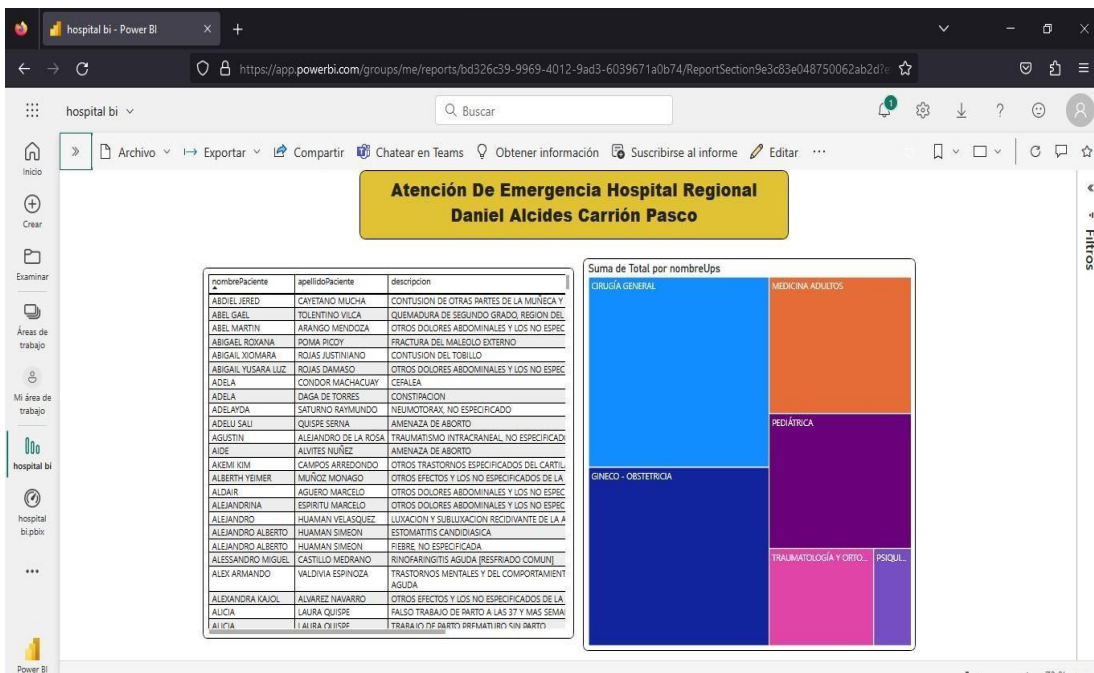 hospital bi - Power BI
https://app.powerbi.com/groups/me/reports/bd326c39-9969-4012-9ad3-6039671a0b74/ReportSection9e3c83e048750062ab2d?e
hospital bi
Buscar
1
Archivo
Exportar
Compartir
Chatear en Teams
Obtener información
Suscribirse al informe
Editar
Inicio
Crear
Examinar
Áreas de
trabajo
Mi área de
trabajo
hospital bi
hospital
bi.pbix
Power BI
Filtros
Atención De Emergencia Hospital Regional
Daniel Alcides Carrión Pasco
nombrePaciente apellidoPaciente descripcion
ABDIEL JERED CAYETANO MUCHA CONTUSION DE OTRAS PARTES DE LA MUÑECA Y
ABEL GAEL TOLENTINO VILCA QUEMADURA DE SEGUNDO GRADO, REGION DEL
ABEL MARTIN ARANGO MENDOZA OTROS DOLORES ABDOMINALES Y LOS NO ESPEC
ABIGAEL ROXANA POMA PICOY FRACTURA DEL MALEOLO EXTERNO
ABIGAIL XIOMARA ROJAS JUSTINIANO CONTUSION DEL TOBILLO
ABIGAIL YUSARA LUZ ROJAS DAMASO OTROS DOLORES ABDOMINALES Y LOS NO ESPEC
ADELA CONDOR MACHACUAY CEFALEA
ADELA DAGA DE TORRES CONSTIPACION
ADELAYDA SATURNO RAYMUNDO NEUMOTORAX, NO ESPECIFICADO
ADELU SALI QUISPE SERNA AMENAZA DE ABORTO
AGUSTIN ALEJANDRO DE LA ROSA TRAUMATISMO INTRACRANEAL, NO ESPECIFICAD
AIDE ALVITES NUÑEZ AMENAZA DE ABORTO
AKEMI KIM CAMPOS ARREDONDO OTROS TRASTORNOS ESPECIFICADOS DEL CARTIL
ALBERTH YEIMER MUÑOZ MONAGO OTROS EFECTOS Y LOS NO ESPECIFICADOS DE LA
ALDAIR AGUERO MARCELO OTROS DOLORES ABDOMINALES Y LOS NO ESPEC
ALEJANDRINA ESPIRITU MARCELO OTROS DOLORES ABDOMINALES Y LOS NO ESPEC
ALEJANDRO HUAMAN VELASQUEZ LUXACION Y SUBLUXACION RECIDIVANTE DE LA A
ALEJANDRO ALBERTO HUAMAN SIMEON ESTOMATITIS CANDIDIASICA
ALEJANDRO ALBERTO HUAMAN SIMEON FIEBRE, NO ESPECIFICADA
ALESSANDRO MIGUEL CASTILLO MEDRANO RINOFARINGITIS AGUDA [RESFRIADO COMUN]
ALEX ARMANDO VALDIVIA ESPINOZA TRASTORNOS MENTALES Y DEL COMPORTAMIENT
AGUDA
ALEXANDRA KAJOL ALVAREZ NAVARRO OTROS EFECTOS Y LOS NO ESPECIFICADOS DE LA
ALICIA LAURA QUISPE FALSO TRABAJO DE PARTO A LAS 37 Y MAS SEMA
ALICIA LAURA QUISPE TRABAJO DE PARTO PREMATURO SIN PARTO
Suma de Total por nombreUps
CIRUGÍA GENERAL
MEDICINA ADULTOS
PEDIÁTRICA
GINECO - OBSTETRICIA
TRAUMATOLOGÍA Y ORTO...
PSIQUI...